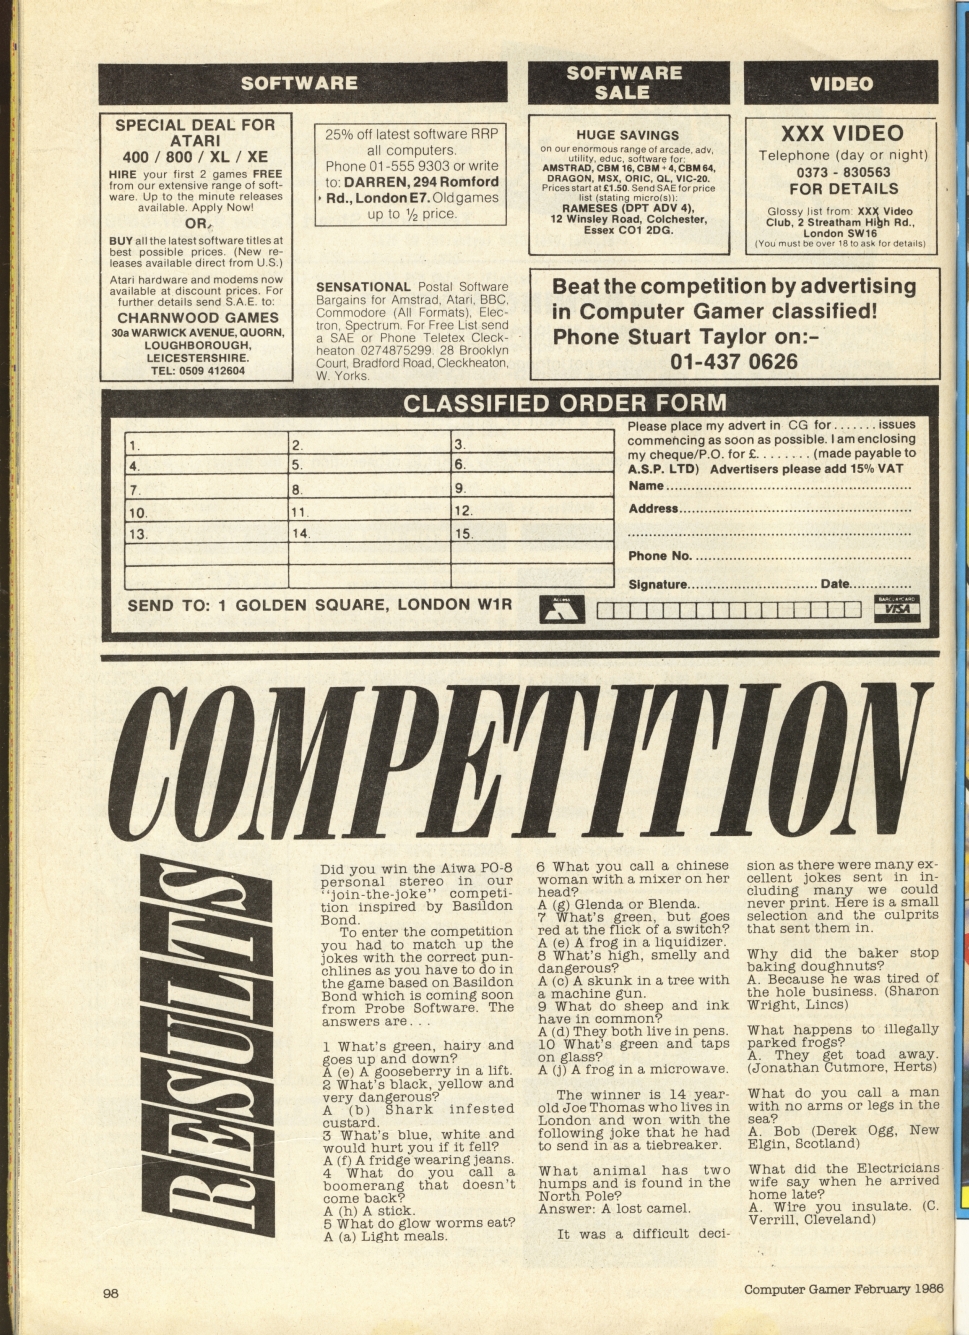 SOFTWARE
SPECIAL DEAL FOR
ATARI
400 / 800 / XL / XE
HIRE your first 2 games FREE
from our extensive range of soft-
ware. Up to the minute releases
available. Apply Now!
OR
BUY all the latest software titles at
best possible prices. (New re-
leases available direct from U.S.)
Atari hardware and modems now
available at discount prices. For
further details send S.A.E. to:
CHARNWOOD GAMES
30a WARWICK AVENUE, QUORN,
LOUGHBOROUGH,
LEICESTERSHIRE.
TEL: 0509 412604
25% off latest software RRP
all computers.
Phone 01-555 9303 or write
to: DARREN, 294 Romford
Rd., London E7. Old games
up to ½ price.
SENSATIONAL Postal Software
Bargains for Amstrad, Atari, BBC,
Commodore (All Formats), Elec-
tron, Spectrum. For Free List send
a SAE or Phone Teletex Cleck-
heaton 0274875299. 28 Brooklyn
Court, Bradford Road, Cleckheaton,
W. Yorks.
SOFTWARE
SALE
HUGE SAVINGS
on our enormous range of arcade, adv,
utility, educ, software for:
AMSTRAD, CBM 16, CBM + 4, CBM 64,
DRAGON, MSX, ORIC, QL, VIC-20.
Prices start at £1.50. Send SAE for price
list (stating micro(s)):
RAMESES (DPT ADV 4),
12 Winsley Road, Colchester,
Essex CO1 2DG.
VIDEO
XXX VIDEO
Telephone (day or night)
0373 - 830563
FOR DETAILS
Glossy list from: XXX Video
Club, 2 Streatham High Rd.,
London SW16
(You must be over 18 to ask for details)
Beat the competition by advertising
in Computer Gamer classified!
Phone Stuart Taylor on:-
01-437 0626
CLASSIFIED ORDER FORM
1. 2. 3.
4. 5. 6.
7. 8. 9.
10. 11. 12.
13. 14. 15.
SEND TO: 1 GOLDEN SQUARE, LONDON W1R
Please place my advert in CG for....... issues
commencing as soon as possible. I am enclosing
my cheque/P.O. for £........ (made payable to
A.S.P. LTD) Advertisers please add 15% VAT
Name
Address
Phone No.
Signature Date
Access
BARCLAYCARD
VISA
COMPETITION
RESULTS
Did you win the Aiwa PO-8
personal stereo in our
"join-the-joke" competi-
tion inspired by Basildon
Bond.
To enter the competition
you had to match up the
jokes with the correct pun-
chlines as you have to do in
the game based on Basildon
Bond which is coming soon
from Probe Software. The
answers are...
1 What's green, hairy and
goes up and down?
A (e) A gooseberry in a lift.
2 What's black, yellow and
very dangerous?
A (b) Shark infested
custard.
3 What's blue, white and
would hurt you if it fell?
A (f) A fridge wearing jeans.
4 What do you call a
boomerang that doesn't
come back?
A (h) A stick.
5 What do glow worms eat?
A (a) Light meals.
6 What you call a chinese
woman with a mixer on her
head?
A (g) Glenda or Blenda.
7 What's green, but goes
red at the flick of a switch?
A (e) A frog in a liquidizer.
8 What's high, smelly and
dangerous?
A (c) A skunk in a tree with
a machine gun.
9 What do sheep and ink
have in common?
A (d) They both live in pens.
10 What's green and taps
on glass?
A (j) A frog in a microwave.
The winner is 14 year-
old Joe Thomas who lives in
London and won with the
following joke that he had
to send in as a tiebreaker.
What animal has two
humps and is found in the
North Pole?
Answer: A lost camel.
It was a difficult deci-
sion as there were many ex-
cellent jokes sent in in-
cluding many we could
never print. Here is a small
selection and the culprits
that sent them in.
Why did the baker stop
baking doughnuts?
A. Because he was tired of
the hole business. (Sharon
Wright, Lincs)
What happens to illegally
parked frogs?
A. They get toad away.
(Jonathan Cutmore, Herts)
What do you call a man
with no arms or legs in the
sea?
A. Bob (Derek Ogg, New
Elgin, Scotland)
What did the Electricians
wife say when he arrived
home late?
A. Wire you insulate. (C.
Verrill, Cleveland)
98
Computer Gamer February 1986